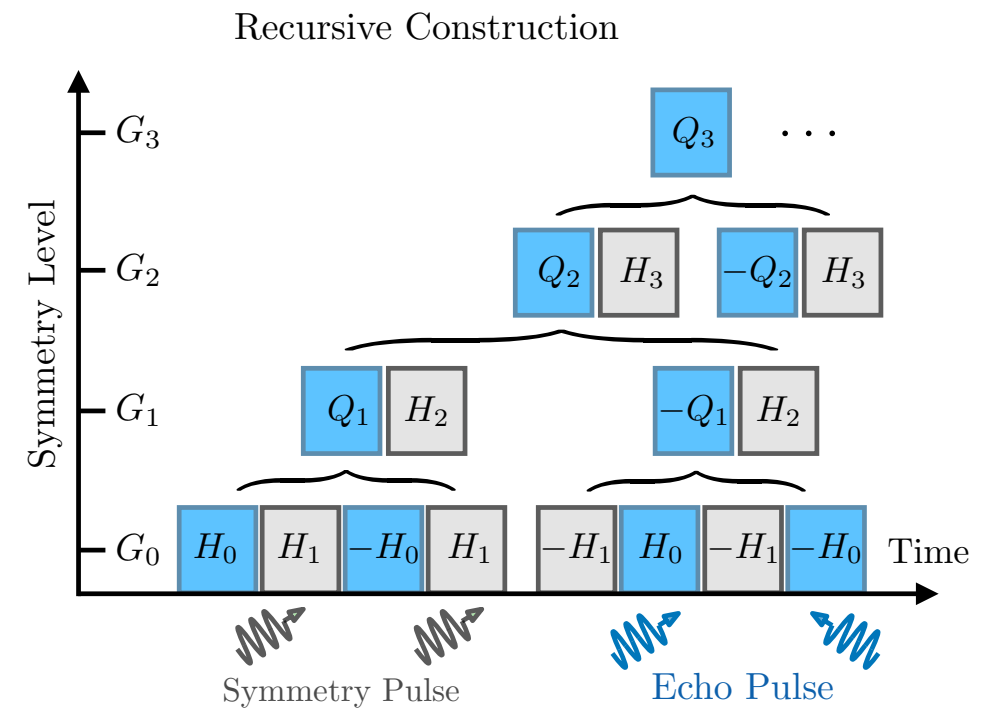 Recursive Construction
Symmetry Level
G₃ Q₃ · · ·
G₂ Q₂ H₃ −Q₂ H₃
G₁ Q₁ H₂ −Q₁ H₂
G₀ H₀ H₁ −H₀ H₁ −H₁ H₀ −H₁ −H₀ Time
Symmetry Pulse Echo Pulse